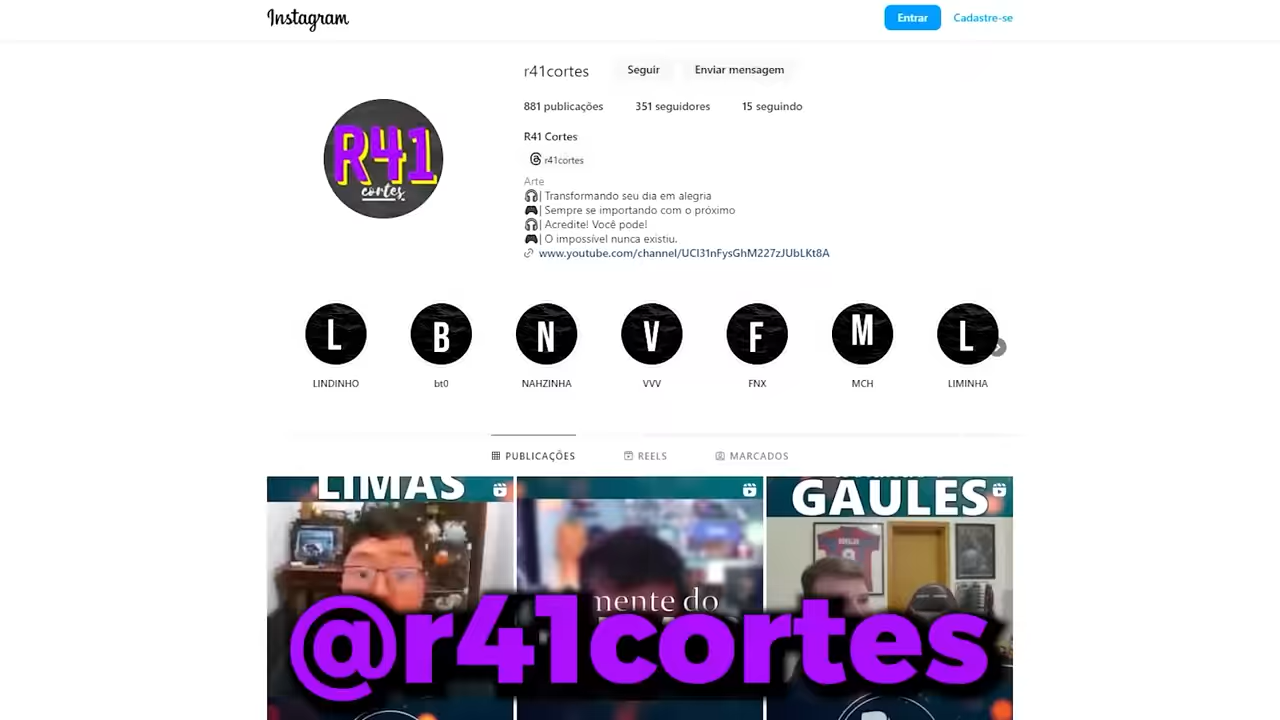 Instagram
Entrar
Cadastre-se
r41cortes
Seguir
Enviar mensagem
881 publicações
351 seguidores
15 seguindo
R41 Cortes
r41cortes
Arte
| Transformando seu dia em alegria
| Sempre se importando com o próximo
| Acredite! Você pode!
| O impossível nunca existiu.
www.youtube.com/channel/UCl31nFysGhM227zJUbLKt8A
R41
cortes
L
B
N
V
F
M
L
LINDINHO
bt0
NAHZINHA
VVV
FNX
MCH
LIMINHA
PUBLICAÇÕES
REELS
MARCADOS
LIMAS
GAULES
mente do
@r41cortes